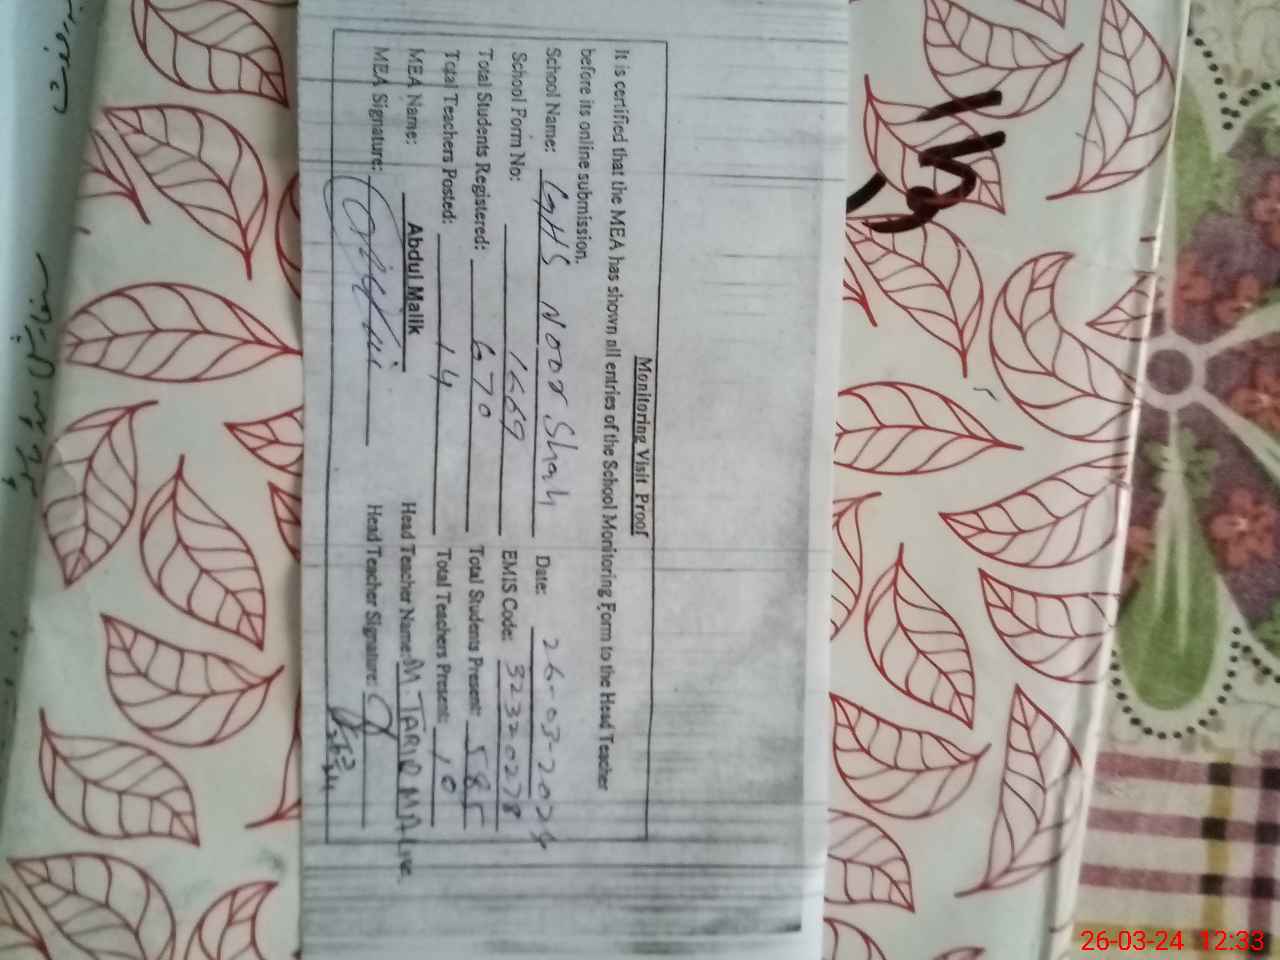 Monitoring Visit Proof
It is certified that the MEA has shown all entries of the School Monitoring Form to the Head Teacher
before its online submission.
School Name: GHS Noor Shah Date: 26-03-2024
School Form No: 1669 EMIS Code: 32320278
Total Students Registered: 670 Total Students Present: 585
Total Teachers Posted: 14 Total Teachers Present: 10
MEA Name: Abdul Malik Head Teacher Name: M TARIQ
MEA Signature: Head Teacher Signature:
26-03-24 12:33